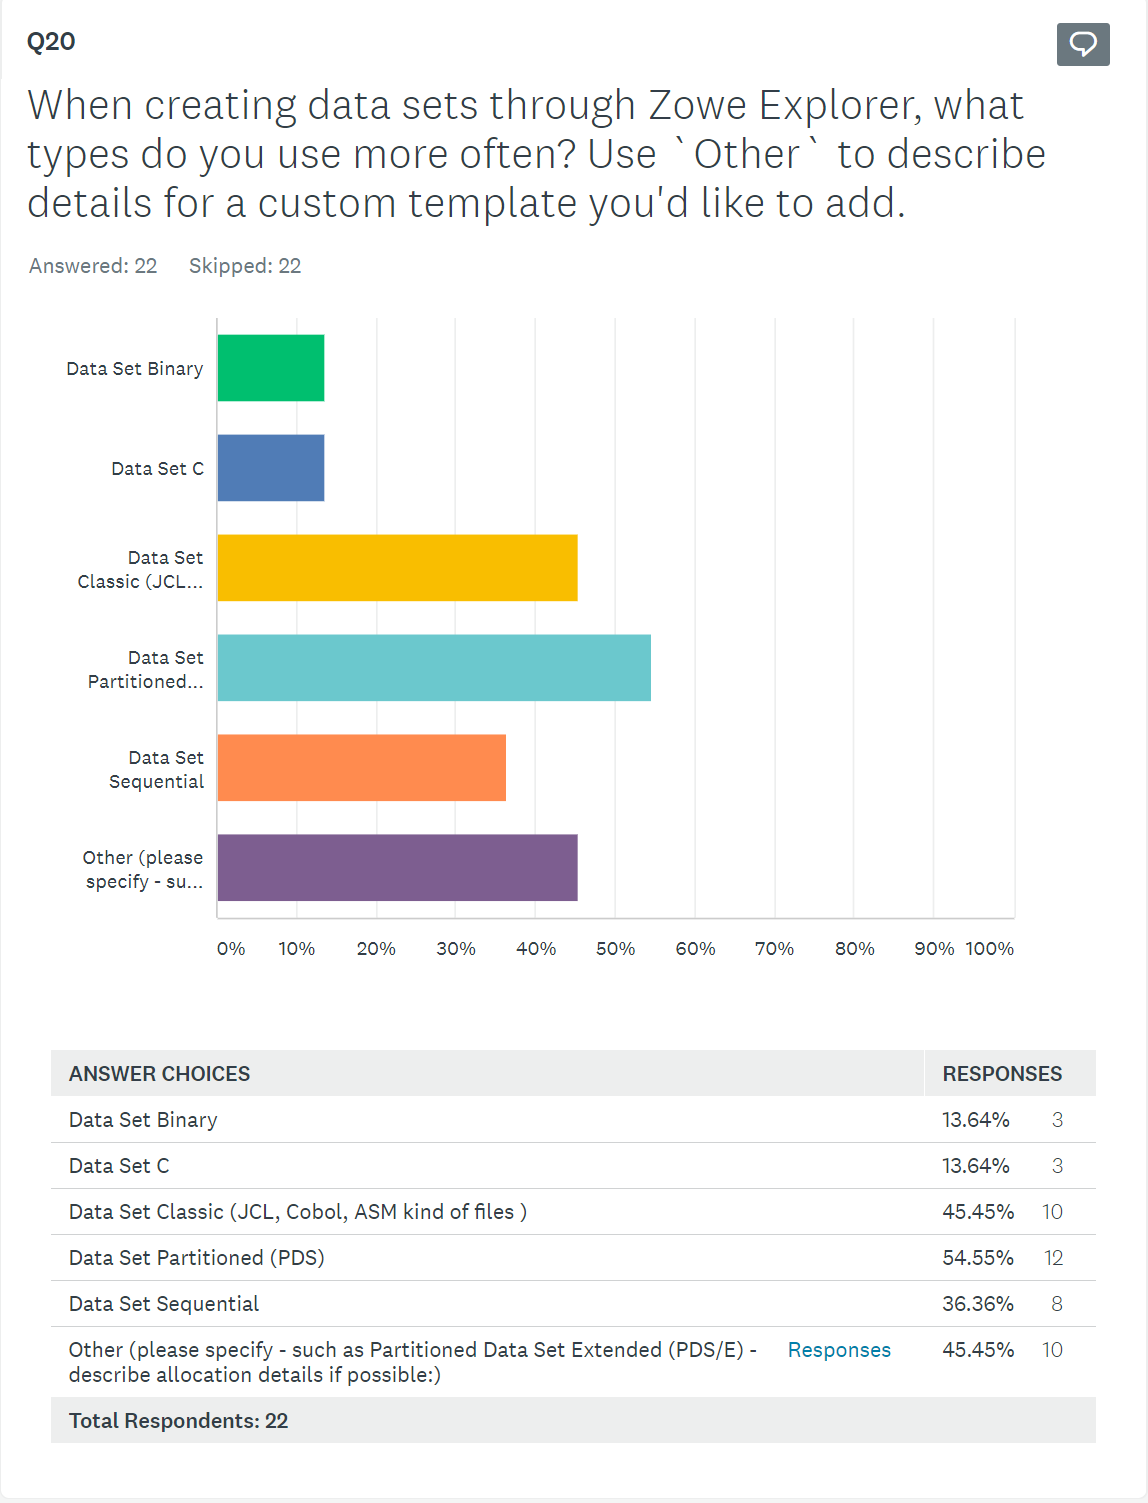 Q20
When creating data sets through Zowe Explorer, what
types do you use more often? Use `Other` to describe
details for a custom template you'd like to add.
Answered: 22 Skipped: 22
Data Set Binary
Data Set C
Data Set
Classic (JCL...
Data Set
Partitioned...
Data Set
Sequential
Other (please
specify - su...
0% 10% 20% 30% 40% 50% 60% 70% 80% 90% 100%
ANSWER CHOICES RESPONSES
Data Set Binary 13.64% 3
Data Set C 13.64% 3
Data Set Classic (JCL, Cobol, ASM kind of files ) 45.45% 10
Data Set Partitioned (PDS) 54.55% 12
Data Set Sequential 36.36% 8
Other (please specify - such as Partitioned Data Set Extended (PDS/E) - Responses 45.45% 10
describe allocation details if possible:)
Total Respondents: 22